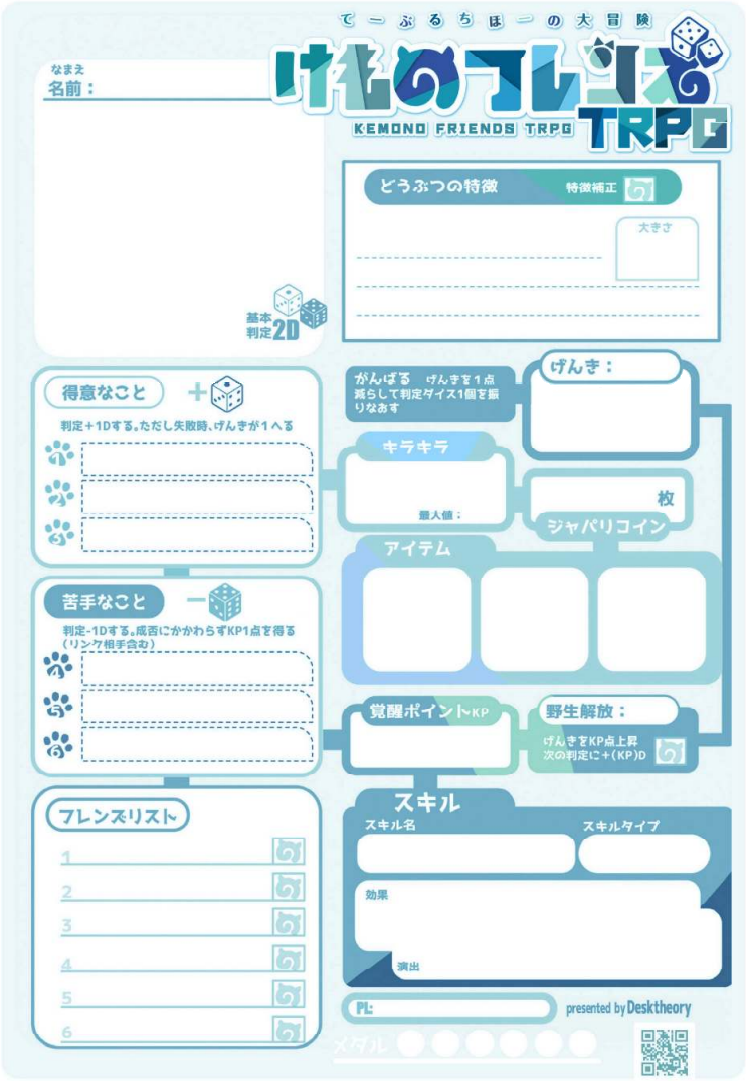 てーぶるちほーの大冒険
けものフレンズ
KEMONO FRIENDS TRPG
TRPG
なまえ
名前：
どうぶつの特徴
特徴補正
大きさ
基本
判定2D
得意なこと
＋
判定＋1Dする。ただし失敗時、げんきが１へる
1
2
3
がんばる げんきを１点
減らして判定ダイス1個を振
りなおす
げんき：
キラキラ
最大値：
枚
ジャパリコイン
アイテム
苦手なこと
－
判定-1Dする。成否にかかわらずKP1点を得る
（リンク相手含む）
4
5
6
覚醒ポイントKP
野生解放：
げんきをKP点上昇
次の判定に＋(KP)D
フレンズリスト
1
2
3
4
5
6
スキル
スキル名
スキルタイプ
効果
演出
PL:
presented by Desktheory
メダル